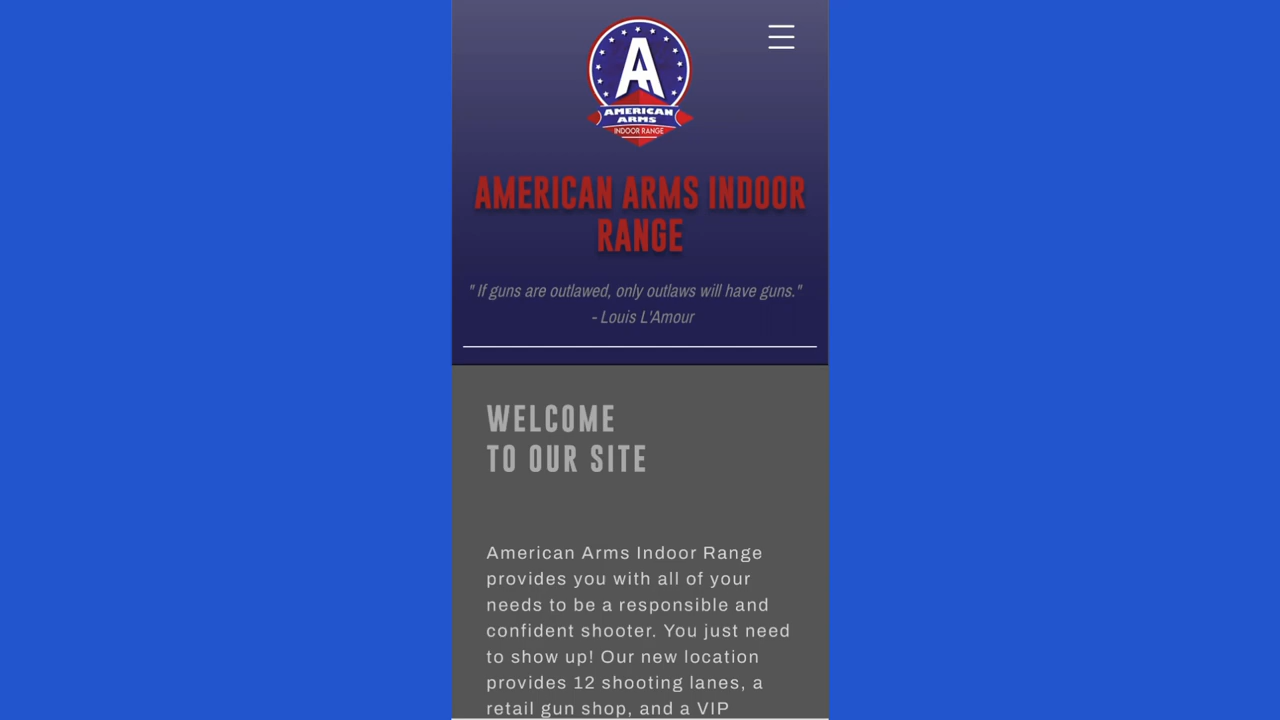 A
AMERICAN
ARMS
INDOOR RANGE
AMERICAN ARMS INDOOR
RANGE
" If guns are outlawed, only outlaws will have guns."
- Louis L'Amour
WELCOME
TO OUR SITE
American Arms Indoor Range
provides you with all of your
needs to be a responsible and
confident shooter. You just need
to show up! Our new location
provides 12 shooting lanes, a
retail gun shop, and a VIP